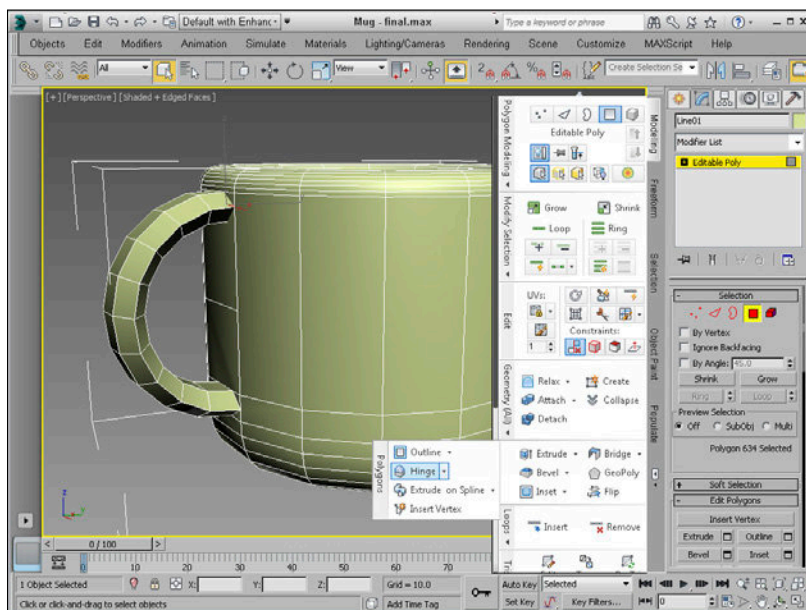 Default with Enhanc
Mug - final.max
Type a keyword or phrase
Objects Edit Modifiers Animation Simulate Materials Lighting/Cameras Rendering Scene Customize MAXScript Help
All
View
Create Selection Se
[+] [Perspective] [Shaded + Edged Faces]
Polygon Modeling
Modify Selection
Edit
Geometry (All)
Polygons
Loops
Modeling
Freeform
Selection
Object Paint
Populate
Editable Poly
Grow Shrink
Loop Ring
UVs:
Constraints:
1
Relax Create
Attach Collapse
Detach
Outline
Hinge
Extrude on Spline
Insert Vertex
Extrude Bridge
Bevel GeoPoly
Inset Flip
Insert Remove
Line01
Modifier List
Editable Poly
Selection
By Vertex
Ignore Backfacing
By Angle: 45.0
Shrink Grow
Ring Loop
Preview Selection
Off SubObj Multi
Polygon 634 Selected
Soft Selection
Edit Polygons
Insert Vertex
Extrude Outline
Bevel Inset
z
x
0 / 100
0 10 20 30 40 50 60 70
1 Object Selected X: Y: Z: Grid = 10.0
Click or click-and-drag to select objects
Add Time Tag
Auto Key Selected
Set Key Key Filters...
0